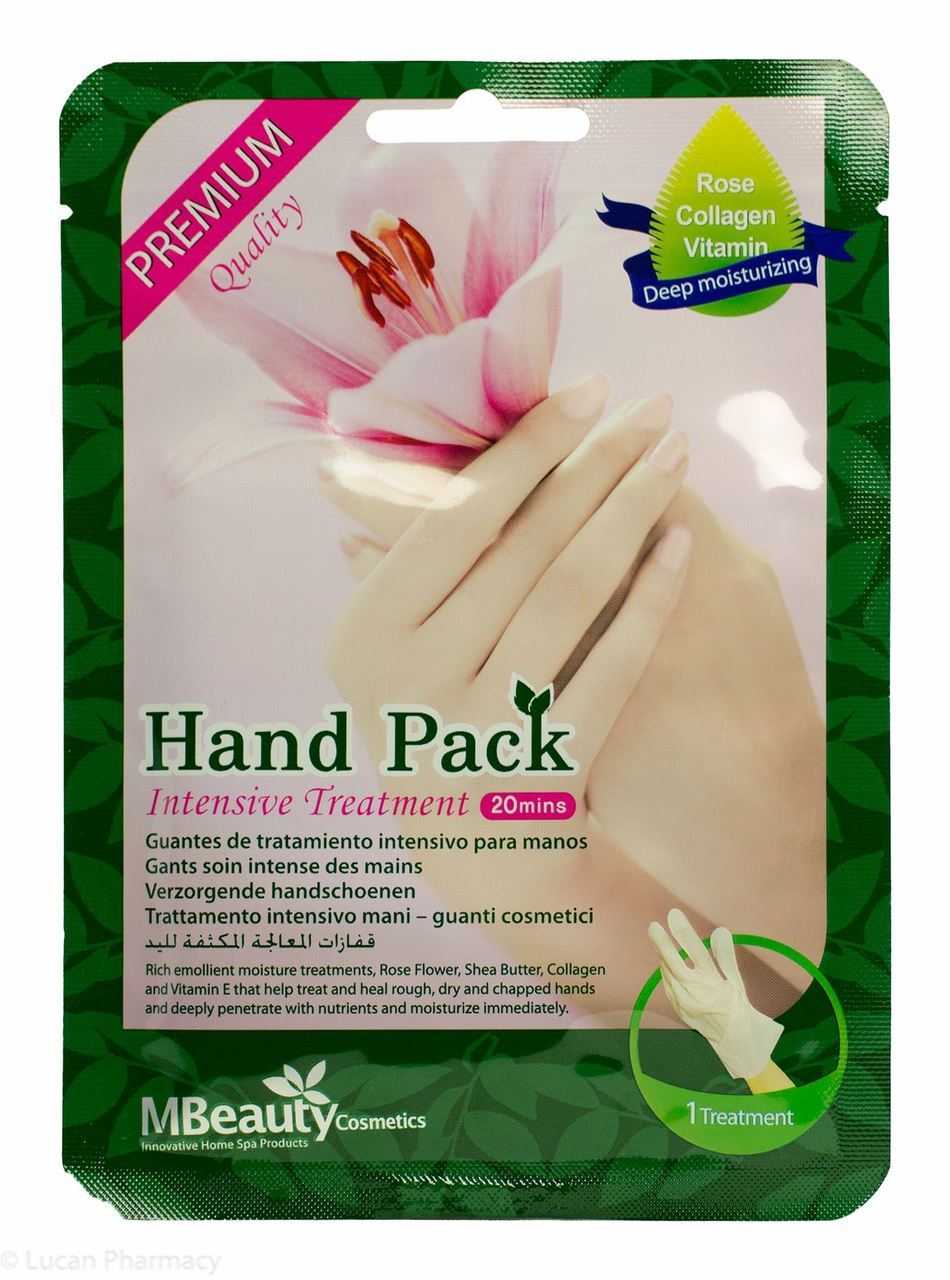 PREMIUM
Quality
Rose
Collagen
Vitamin
Deep moisturizing
Hand Pack
Intensive Treatment 20mins
Guantes de tratamiento intensivo para manos
Gants soin intense des mains
Verzorgende handschoenen
Trattamento intensivo mani – guanti cosmetici
قفازات المعالجة المكثفة لليد
Rich emollient moisture treatments, Rose Flower, Shea Butter, Collagen
and Vitamin E that help treat and heal rough, dry and chapped hands
and deeply penetrate with nutrients and moisturize immediately.
1 Treatment
MBeauty Cosmetics
Innovative Home Spa Products
© Lucan Pharmacy